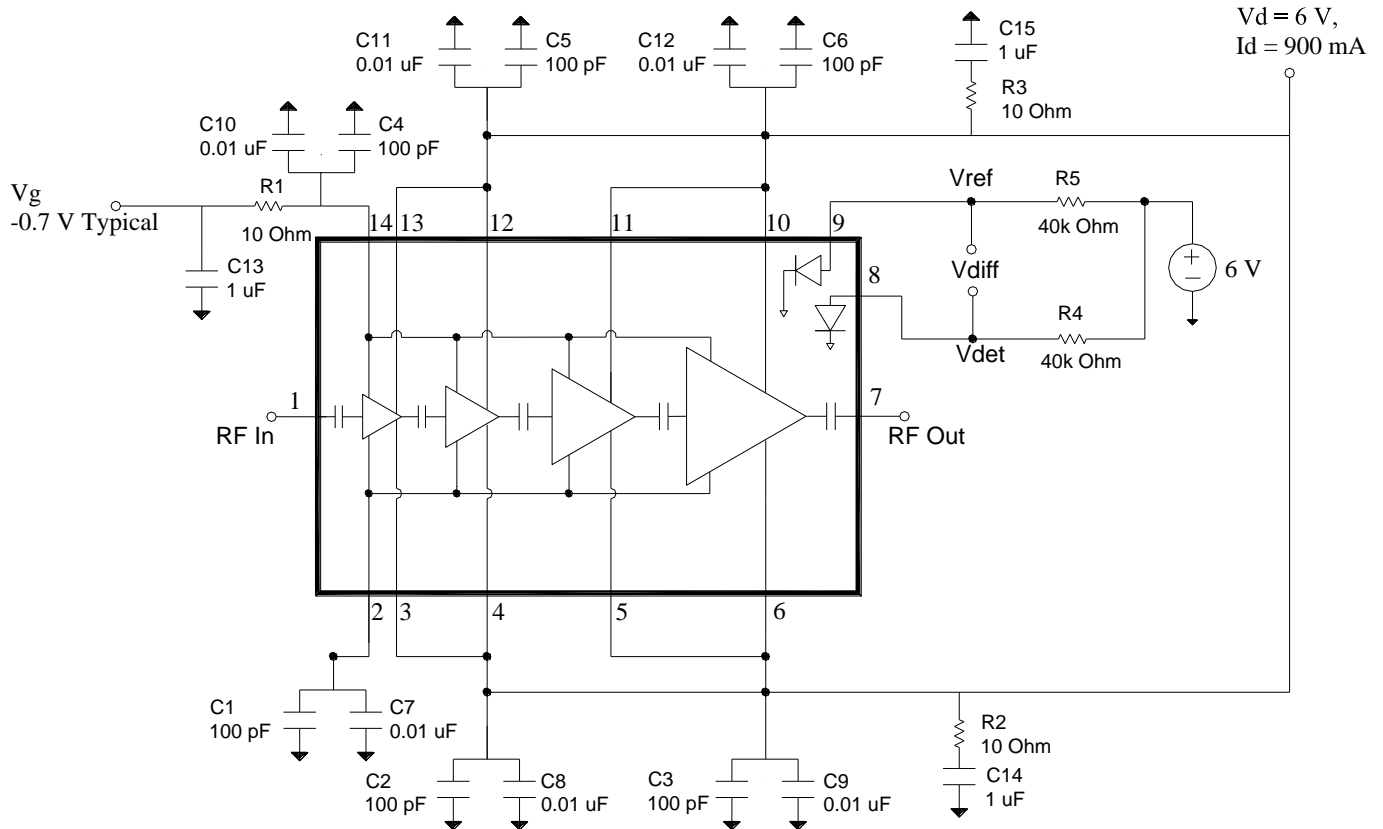 Vd = 6 V,
Id = 900 mA
C11
0.01 uF
C5
100 pF
C12
0.01 uF
C6
100 pF
C15
1 uF
R3
10 Ohm
C10
0.01 uF
C4
100 pF
Vg
-0.7 V Typical
R1
10 Ohm
C13
1 uF
14
13
12
11
10
9
8
Vref
R5
40k Ohm
Vdiff
6 V
R4
40k Ohm
Vdet
1
RF In
7
RF Out
2
3
4
5
6
C1
100 pF
C7
0.01 uF
C2
100 pF
C8
0.01 uF
C3
100 pF
C9
0.01 uF
R2
10 Ohm
C14
1 uF